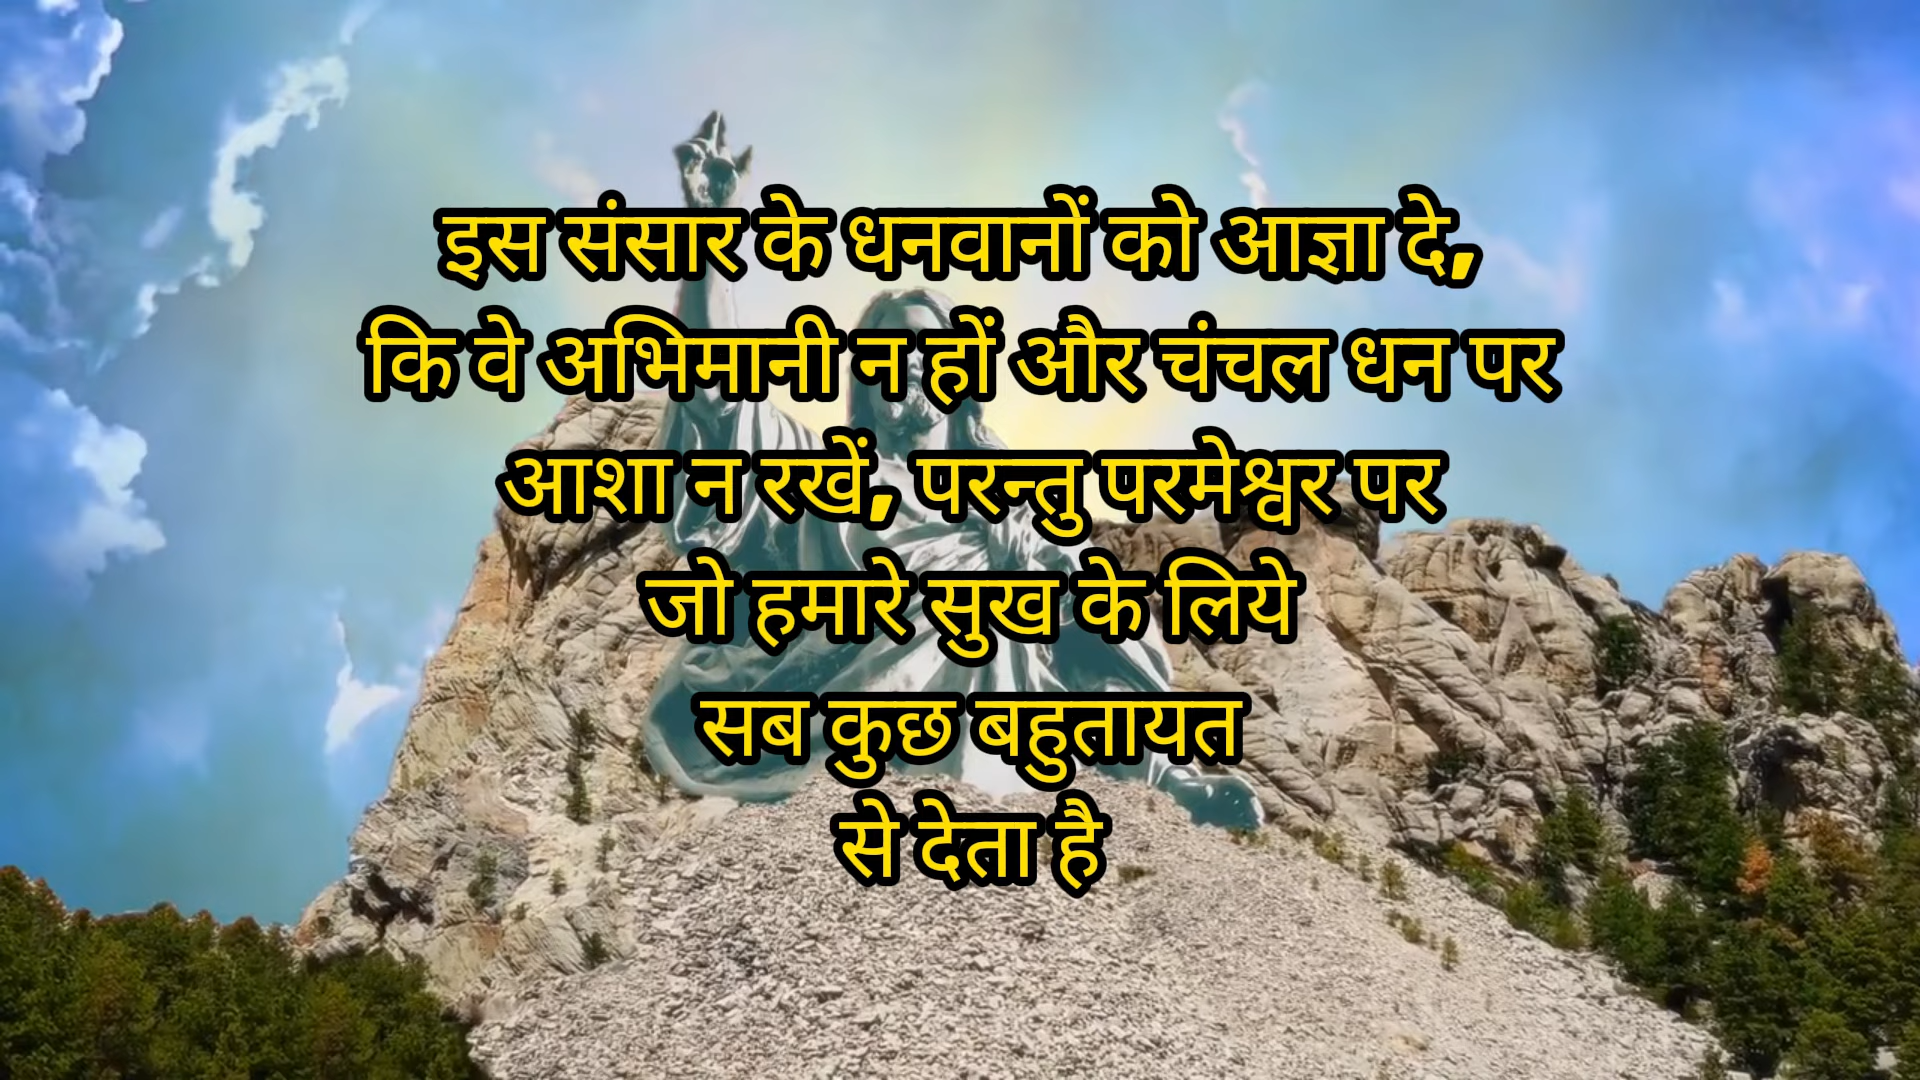 इस संसार के धनवानों को आज्ञा दे,
कि वे अभिमानी न हों और चंचल धन पर
आशा न रखें, परन्तु परमेश्वर पर
जो हमारे सुख के लिये
सब कुछ बहुतायत
से देता है